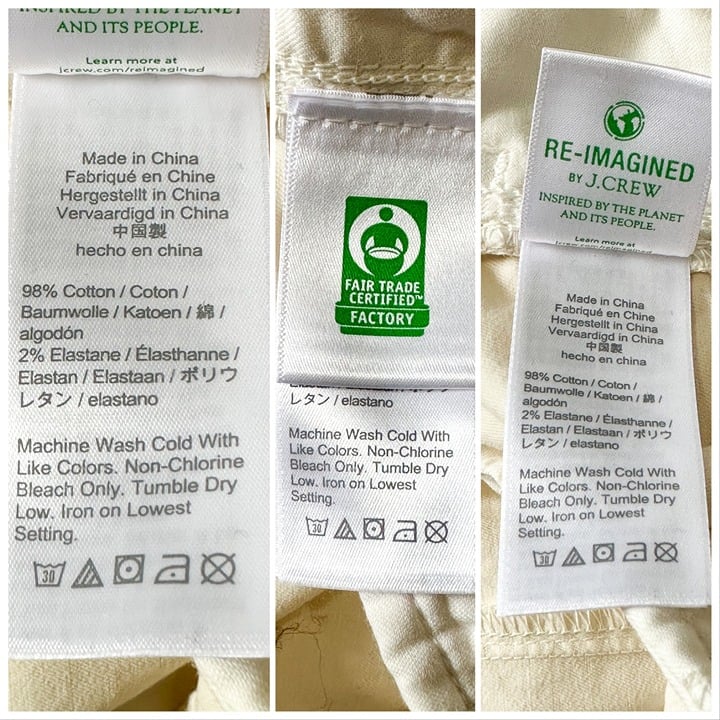 INSPIRED BY THE PLANET
AND ITS PEOPLE.
Learn more at
jcrew.com/reimagined
Made in China
Fabriqué en Chine
Hergestellt in China
Vervaardigd in China
中国製
hecho en china
98% Cotton / Coton /
Baumwolle / Katoen / 綿 /
algodón
2% Elastane / Élasthanne /
Elastan / Elastaan / ポリウ
レタン / elastano
Machine Wash Cold With
Like Colors. Non-Chlorine
Bleach Only. Tumble Dry
Low. Iron on Lowest
Setting.
30
FAIR TRADE
CERTIFIED™
FACTORY
レタン / elastano
Machine Wash Cold With
Like Colors. Non-Chlorine
Bleach Only. Tumble Dry
Low. Iron on Lowest
Setting.
30
RE-IMAGINED
BY J.CREW
INSPIRED BY THE PLANET
AND ITS PEOPLE.
Learn more at
Made in China
Fabriqué en Chine
Hergestellt in China
Vervaardigd in China
中国製
hecho en china
98% Cotton / Coton /
Baumwolle / Katoen / 綿 /
algodón
2% Elastane / Élasthanne /
Elastan / Elastaan / ポリウ
レタン / elastano
Machine Wash Cold With
Like Colors. Non-Chlorine
Bleach Only. Tumble Dry
Low. Iron on Lowest
Setting.
30